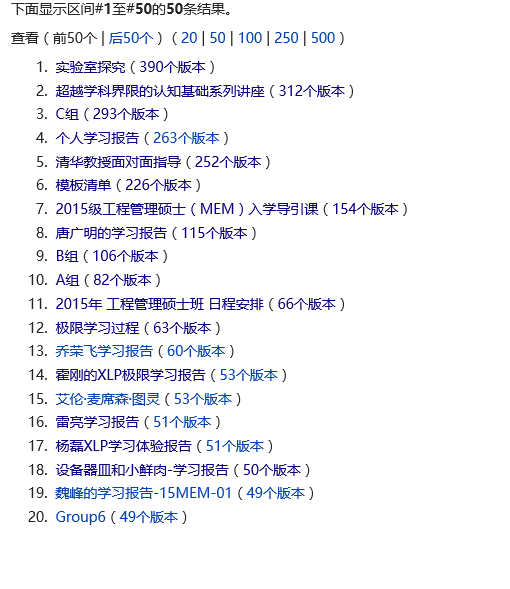 下面显示区间#1至#50的50条结果。
查看（前50个 | 后50个）（20 | 50 | 100 | 250 | 500）
1. 实验室探究（390个版本）
2. 超越学科界限的认知基础系列讲座（312个版本）
3. C组（293个版本）
4. 个人学习报告（263个版本）
5. 清华教授面对面指导（252个版本）
6. 模板清单（226个版本）
7. 2015级工程管理硕士（MEM）入学导引课（154个版本）
8. 唐广明的学习报告（115个版本）
9. B组（106个版本）
10. A组（82个版本）
11. 2015年 工程管理硕士班 日程安排（66个版本）
12. 极限学习过程（63个版本）
13. 乔荣飞学习报告（60个版本）
14. 霍刚的XLP极限学习报告（53个版本）
15. 艾伦·麦席森·图灵（53个版本）
16. 雷亮学习报告（51个版本）
17. 杨磊XLP学习体验报告（51个版本）
18. 设备器皿和小鲜肉-学习报告（50个版本）
19. 魏峰的学习报告-15MEM-01（49个版本）
20. Group6（49个版本）